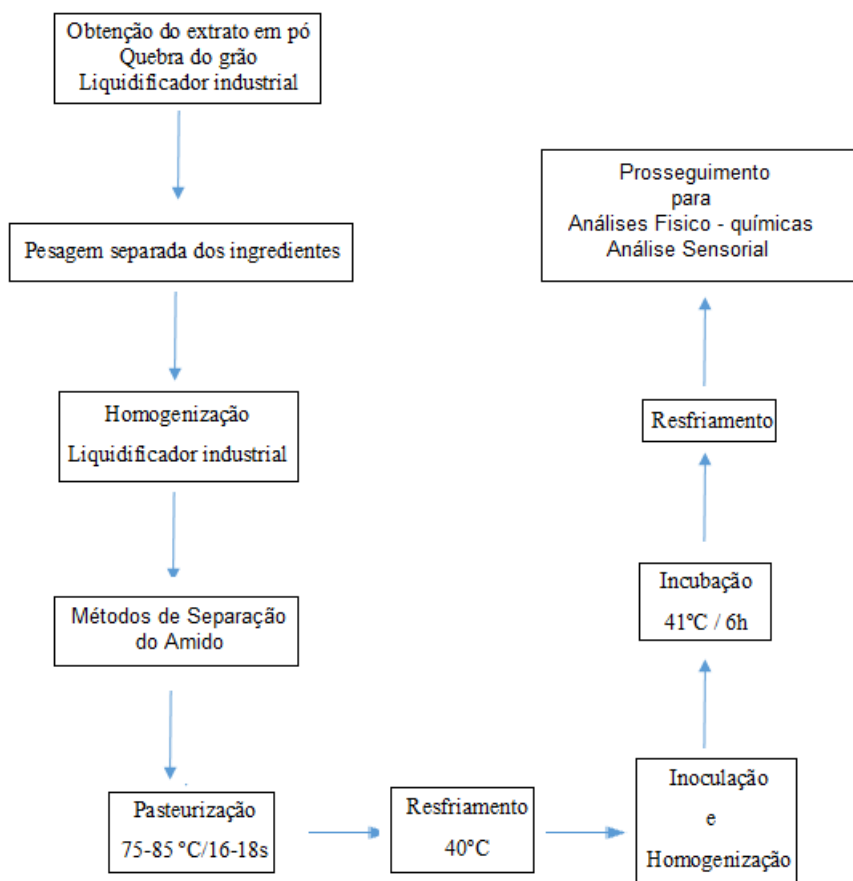 Obtenção do extrato em pó
Quebra do grão
Liquidificador industrial
Pesagem separada dos ingredientes
Homogenização
Liquidificador industrial
Métodos de Separação
do Amido
Pasteurização
75-85 °C/16-18s
Resfriamento
40°C
Inoculação
e
Homogenização
Incubação
41°C / 6h
Resfriamento
Prosseguimento
para
Análises Fisico - químicas
Análise Sensorial